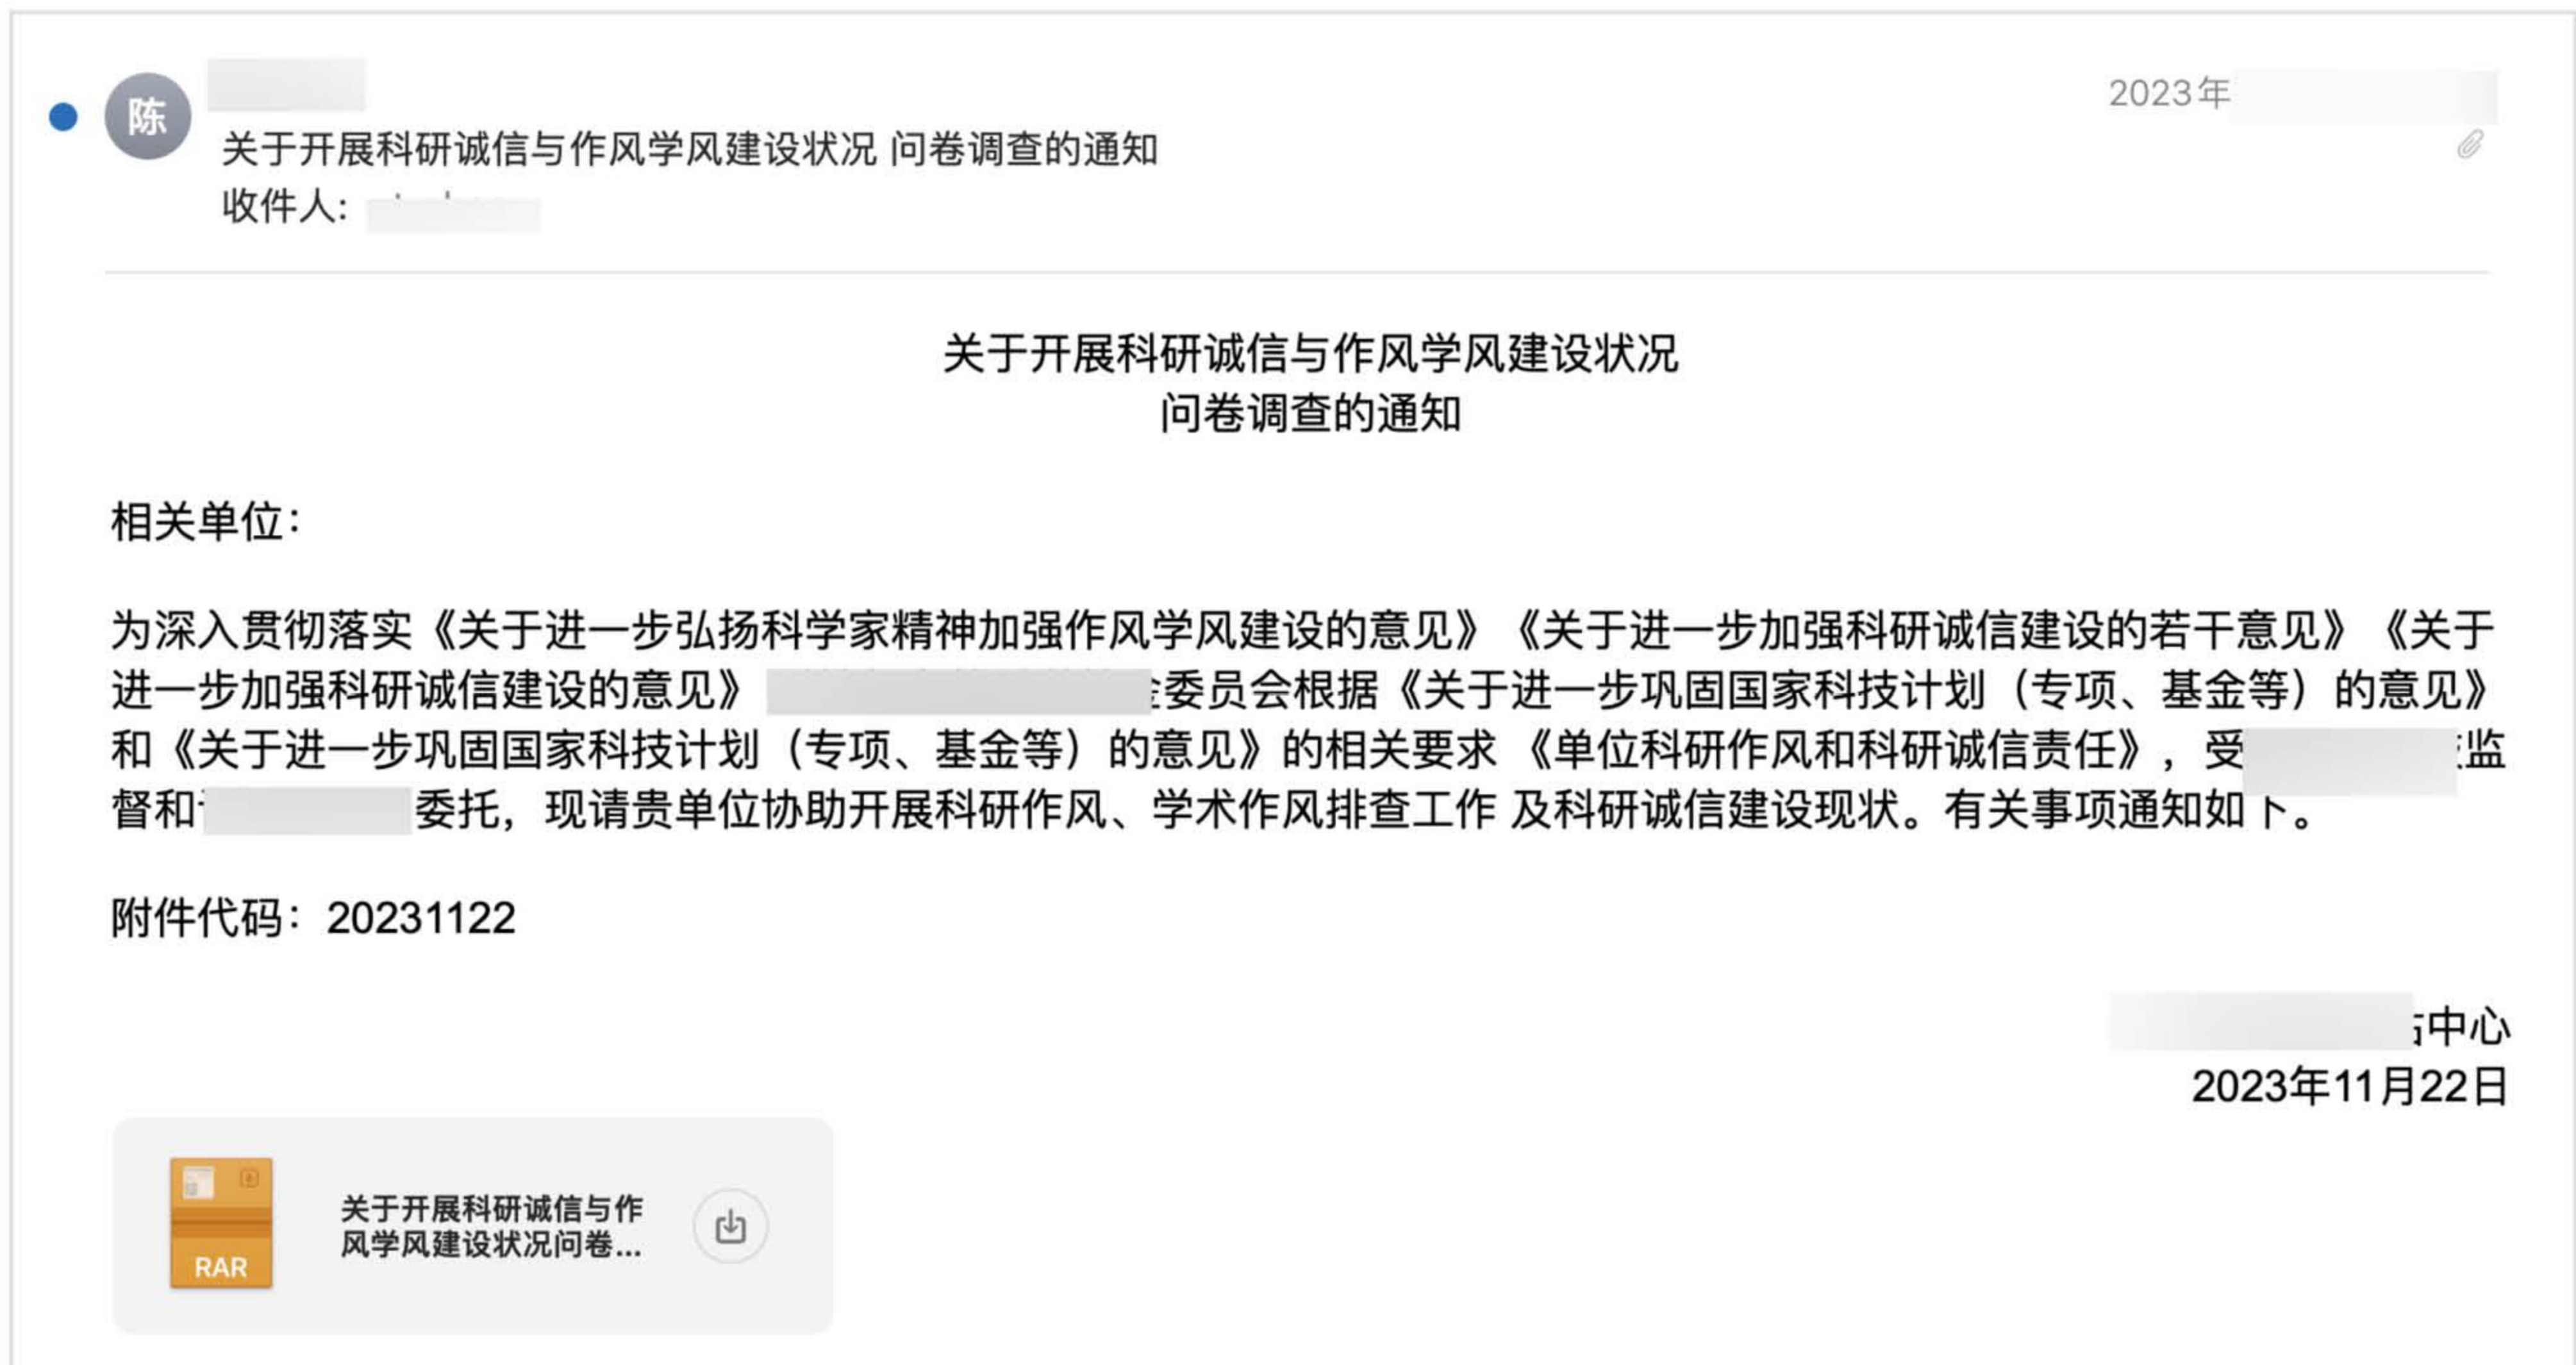 陈
2023年
关于开展科研诚信与作风学风建设状况 问卷调查的通知
收件人:
关于开展科研诚信与作风学风建设状况
问卷调查的通知
相关单位：
为深入贯彻落实《关于进一步弘扬科学家精神加强作风学风建设的意见》《关于进一步加强科研诚信建设的若干意见》《关于
进一步加强科研诚信建设的意见》 委员会根据《关于进一步巩固国家科技计划（专项、基金等）的意见》
和《关于进一步巩固国家科技计划（专项、基金等）的意见》的相关要求 《单位科研作风和科研诚信责任》，受 监
督和 委托，现请贵单位协助开展科研作风、学术作风排查工作 及科研诚信建设现状。有关事项通知如下。
附件代码：20231122
中心
2023年11月22日
关于开展科研诚信与作
风学风建设状况问卷...
RAR